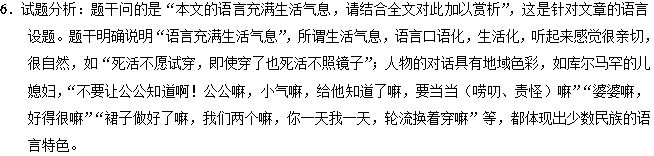 6．试题分析：题干问的是“本文的语言充满生活气息，请结合全文对此加以赏析”，这是针对文章的语言
设题。题干明确说明“语言充满生活气息”，所谓生活气息，语言口语化，生活化，听起来感觉很亲切，
很自然，如“死活不愿试穿，即使穿了也死活不照镜子”；人物的对话具有地域色彩，如库尔马罕的儿
媳妇，“不要让公公知道啊！公公嘛，小气嘛，给他知道了嘛，要当当（唠叨、责怪）嘛”“婆婆嘛，
好得很嘛”“裙子做好了嘛，我们两个嘛，你一天我一天，轮流换着穿嘛”等，都体现出少数民族的语
言特色。